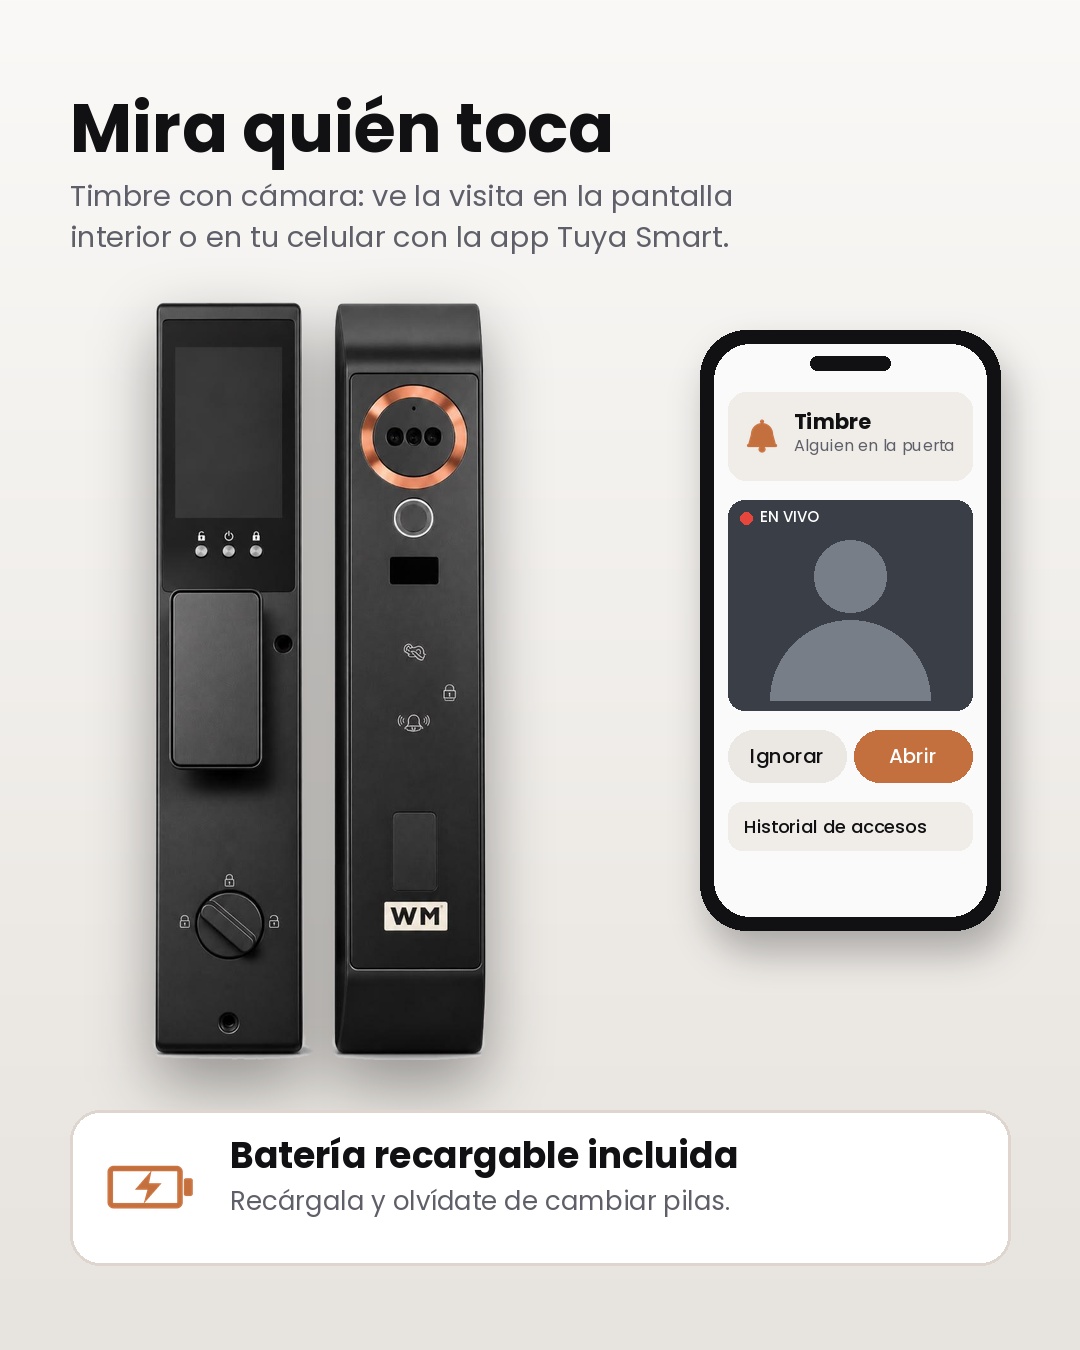 Mira quién toca
Timbre con cámara: ve la visita en la pantalla
interior o en tu celular con la app Tuya Smart.
Timbre
Alguien en la puerta
EN VIVO
Ignorar
Abrir
Historial de accesos
WM
Batería recargable incluida
Recárgala y olvídate de cambiar pilas.